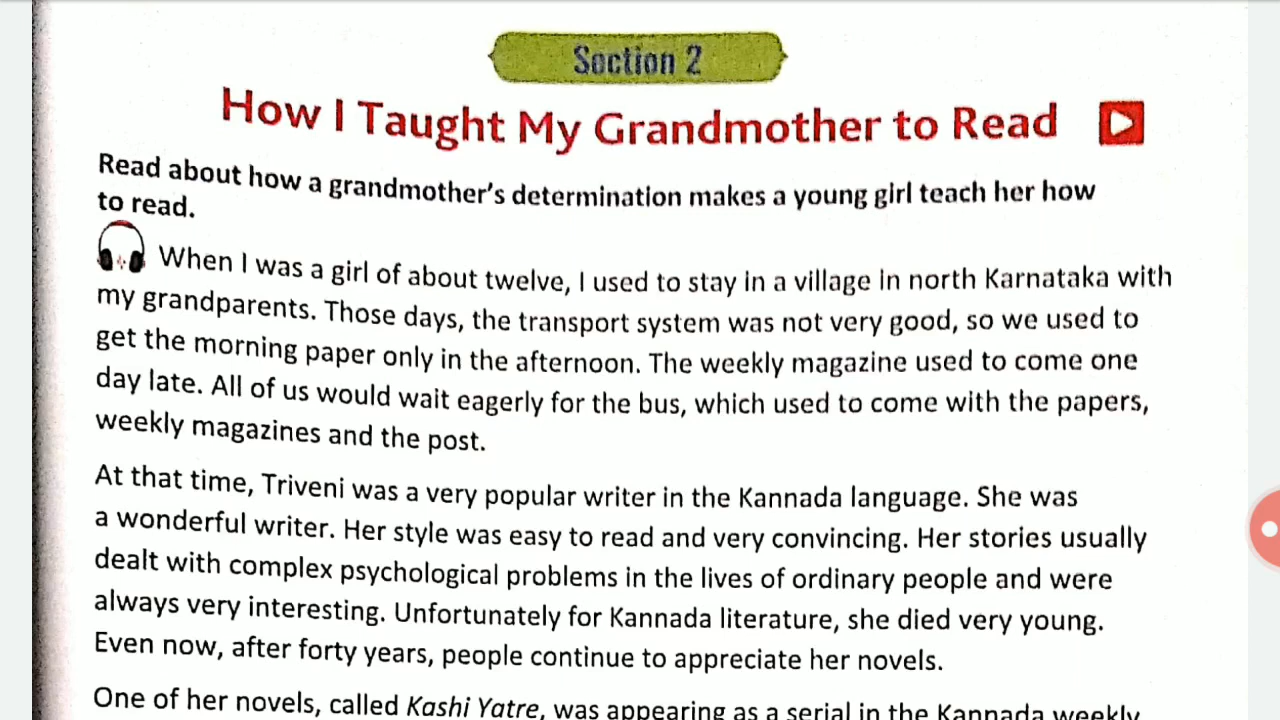 Section 2
How I Taught My Grandmother to Read
Read about how a grandmother's determination makes a young girl teach her how
to read.
When I was a girl of about twelve, I used to stay in a village in north Karnataka with
my grandparents. Those days, the transport system was not very good, so we used to
get the morning paper only in the afternoon. The weekly magazine used to come one
day late. All of us would wait eagerly for the bus, which used to come with the papers,
weekly magazines and the post.
At that time, Triveni was a very popular writer in the Kannada language. She was
a wonderful writer. Her style was easy to read and very convincing. Her stories usually
dealt with complex psychological problems in the lives of ordinary people and were
always very interesting. Unfortunately for Kannada literature, she died very young.
Even now, after forty years, people continue to appreciate her novels.
One of her novels, called Kashi Yatre, was appearing as a serial in the Kannada weekly